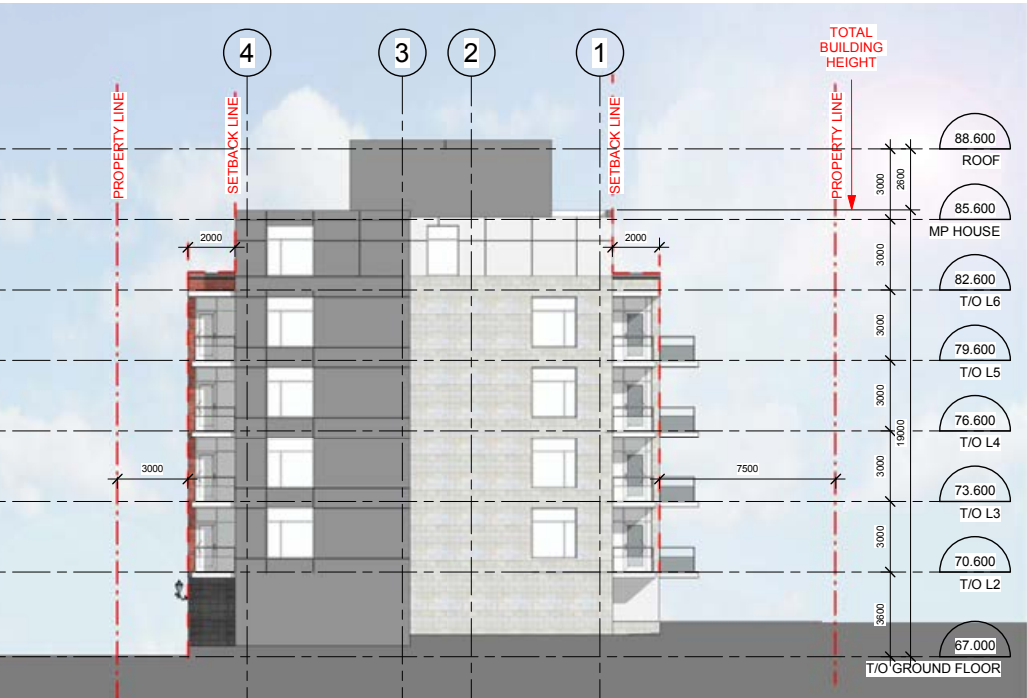 4
3
2
1
TOTAL
BUILDING
HEIGHT
PROPERTY LINE
SETBACK LINE
SETBACK LINE
PROPERTY LINE
88.600
ROOF
3000
2600
85.600
MP HOUSE
2000
2000
3000
82.600
T/O L6
3000
79.600
T/O L5
3000
76.600
T/O L4
19000
3000
7500
3000
73.600
T/O L3
3000
70.600
T/O L2
3600
67.000
T/O GROUND FLOOR